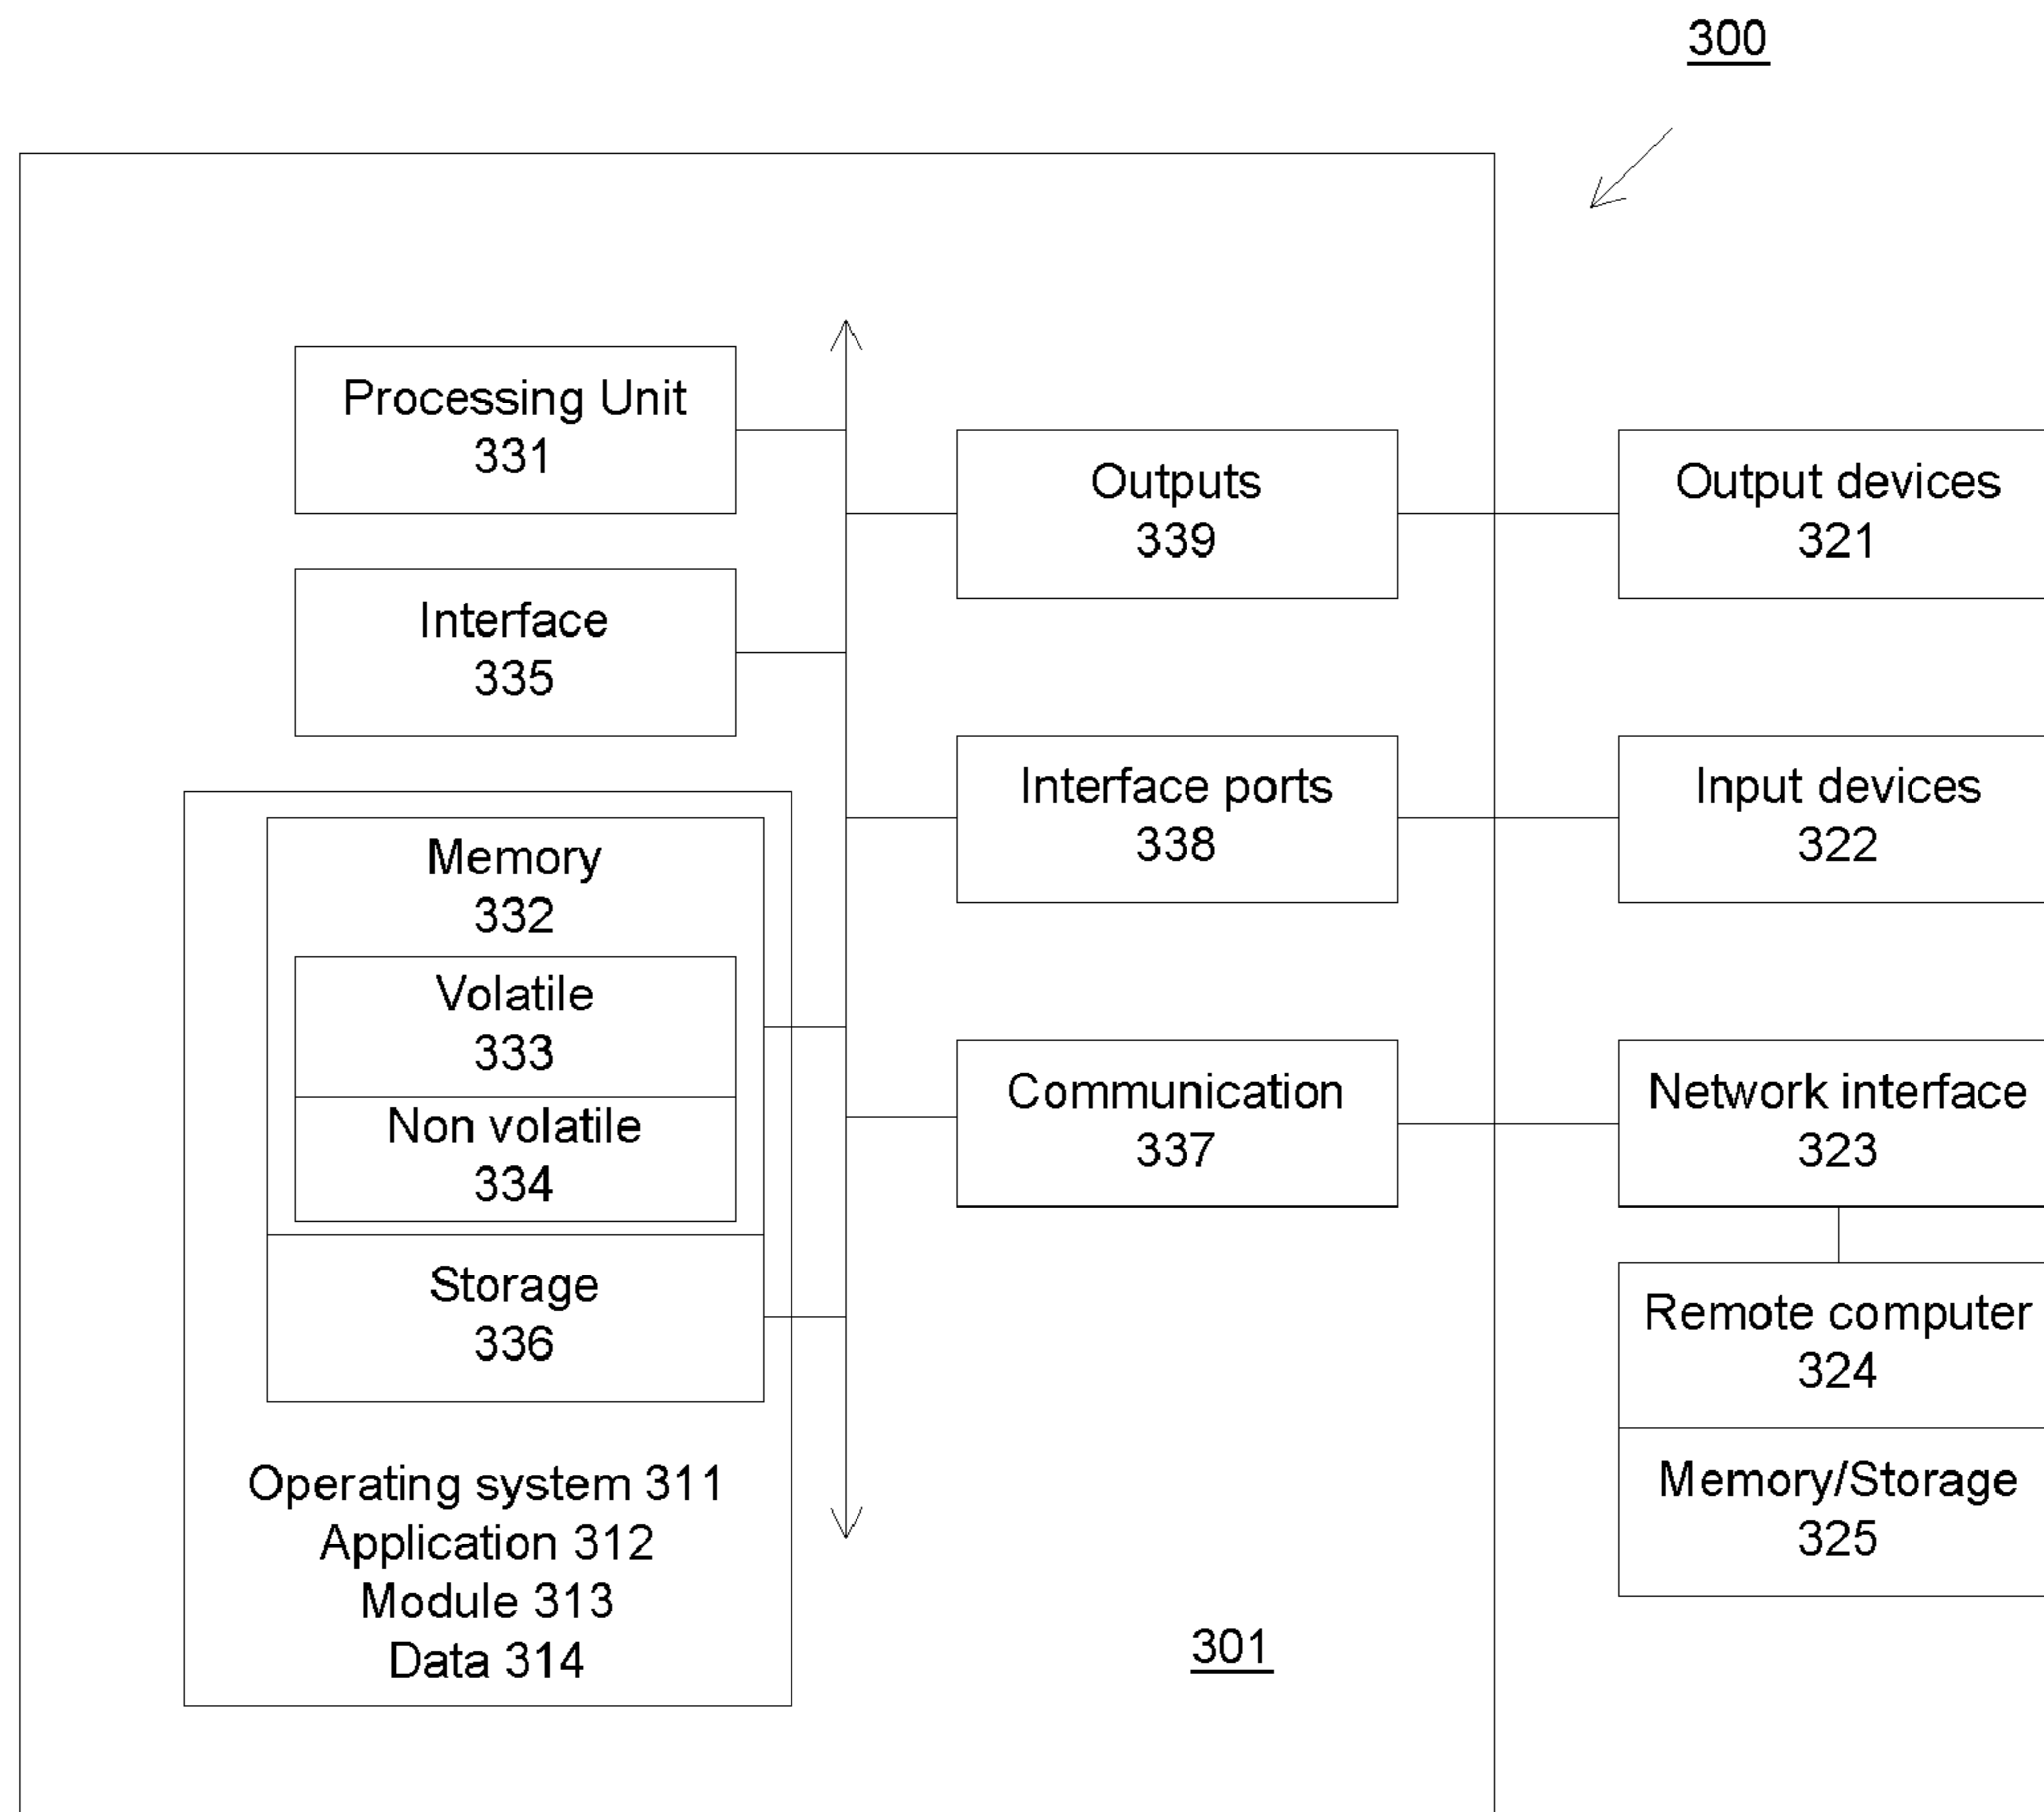 300
Processing Unit
331
Outputs
339
Output devices
321
Interface
335
Interface ports
338
Input devices
322
Memory
332
Volatile
333
Non volatile
334
Communication
337
Network interface
323
Storage
336
Remote computer
324
Memory/Storage
325
Operating system 311
Application 312
Module 313
Data 314
301